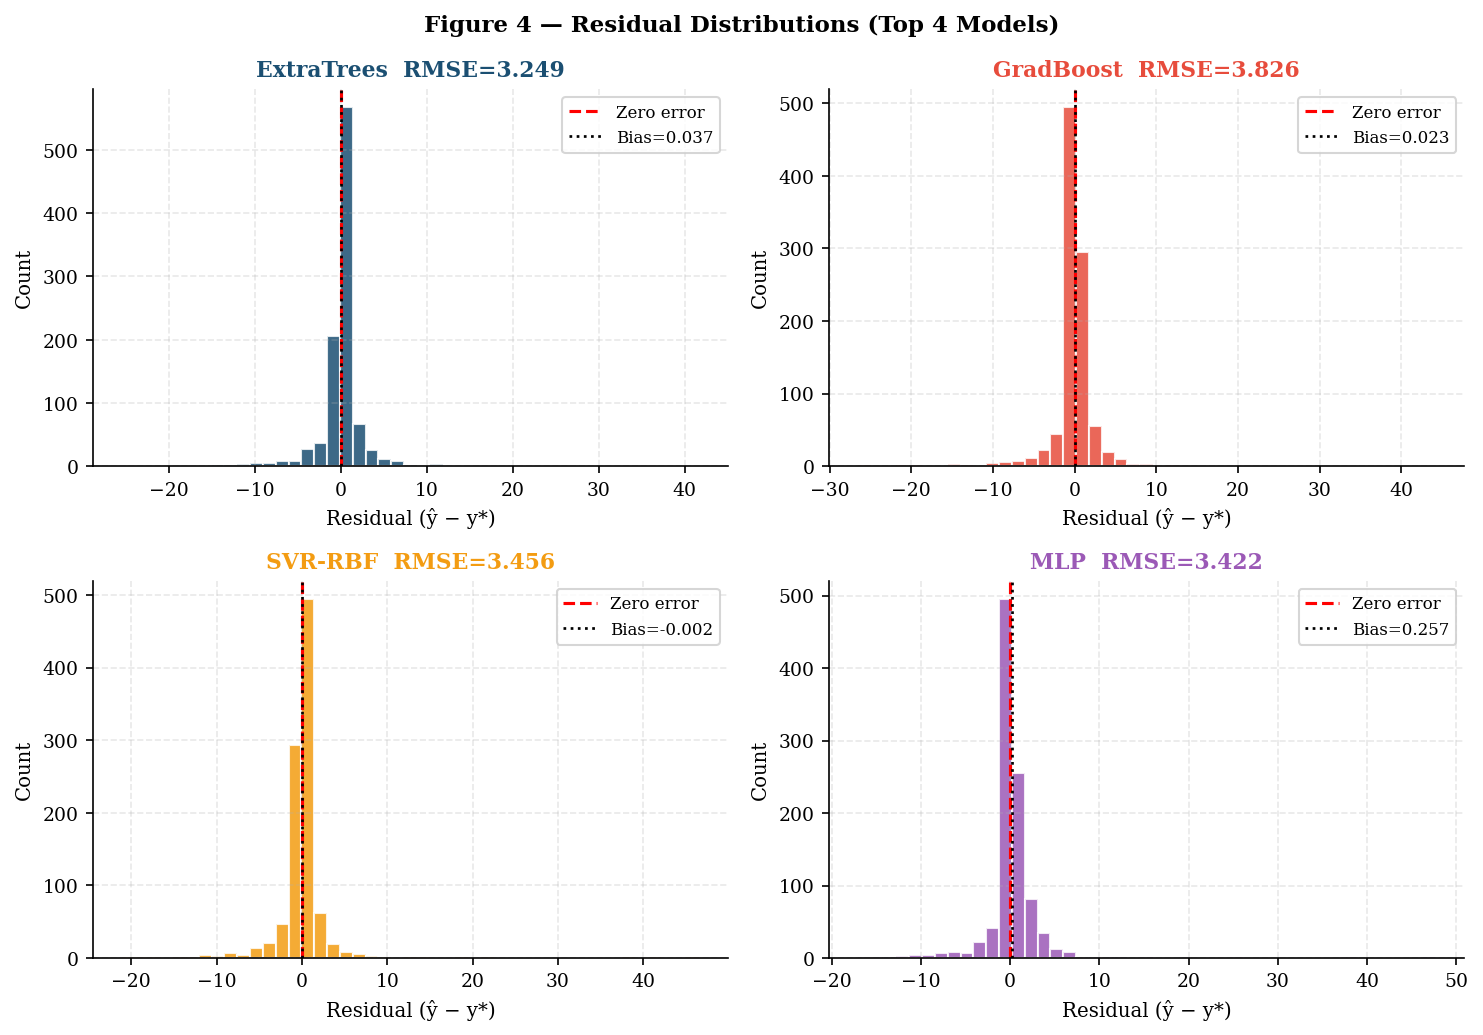 Figure 4 — Residual Distributions (Top 4 Models)
ExtraTrees  RMSE=3.249
Zero error
Bias=0.037
Count
500
400
300
200
100
0
−20 −10 0 10 20 30 40
Residual (ŷ − y*)
GradBoost  RMSE=3.826
Zero error
Bias=0.023
Count
500
400
300
200
100
0
−30 −20 −10 0 10 20 30 40
Residual (ŷ − y*)
SVR-RBF  RMSE=3.456
Zero error
Bias=-0.002
Count
500
400
300
200
100
0
−20 −10 0 10 20 30 40
Residual (ŷ − y*)
MLP  RMSE=3.422
Zero error
Bias=0.257
Count
500
400
300
200
100
0
−20 −10 0 10 20 30 40 50
Residual (ŷ − y*)